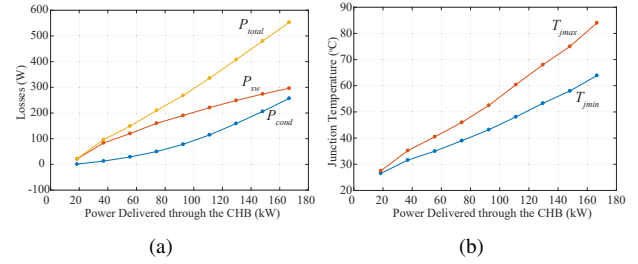 600
500
400
300
200
100
0
-100
Losses (W)
P_total
P_sw
P_cond
0 20 40 60 80 100 120 140 160 180
Power Delivered through the CHB (kW)
(a)
90
80
70
60
50
40
30
20
Junction Temperature (°C)
T_jmax
T_jmin
0 20 40 60 80 100 120 140 160 180
Power Delivered through the CHB (kW)
(b)